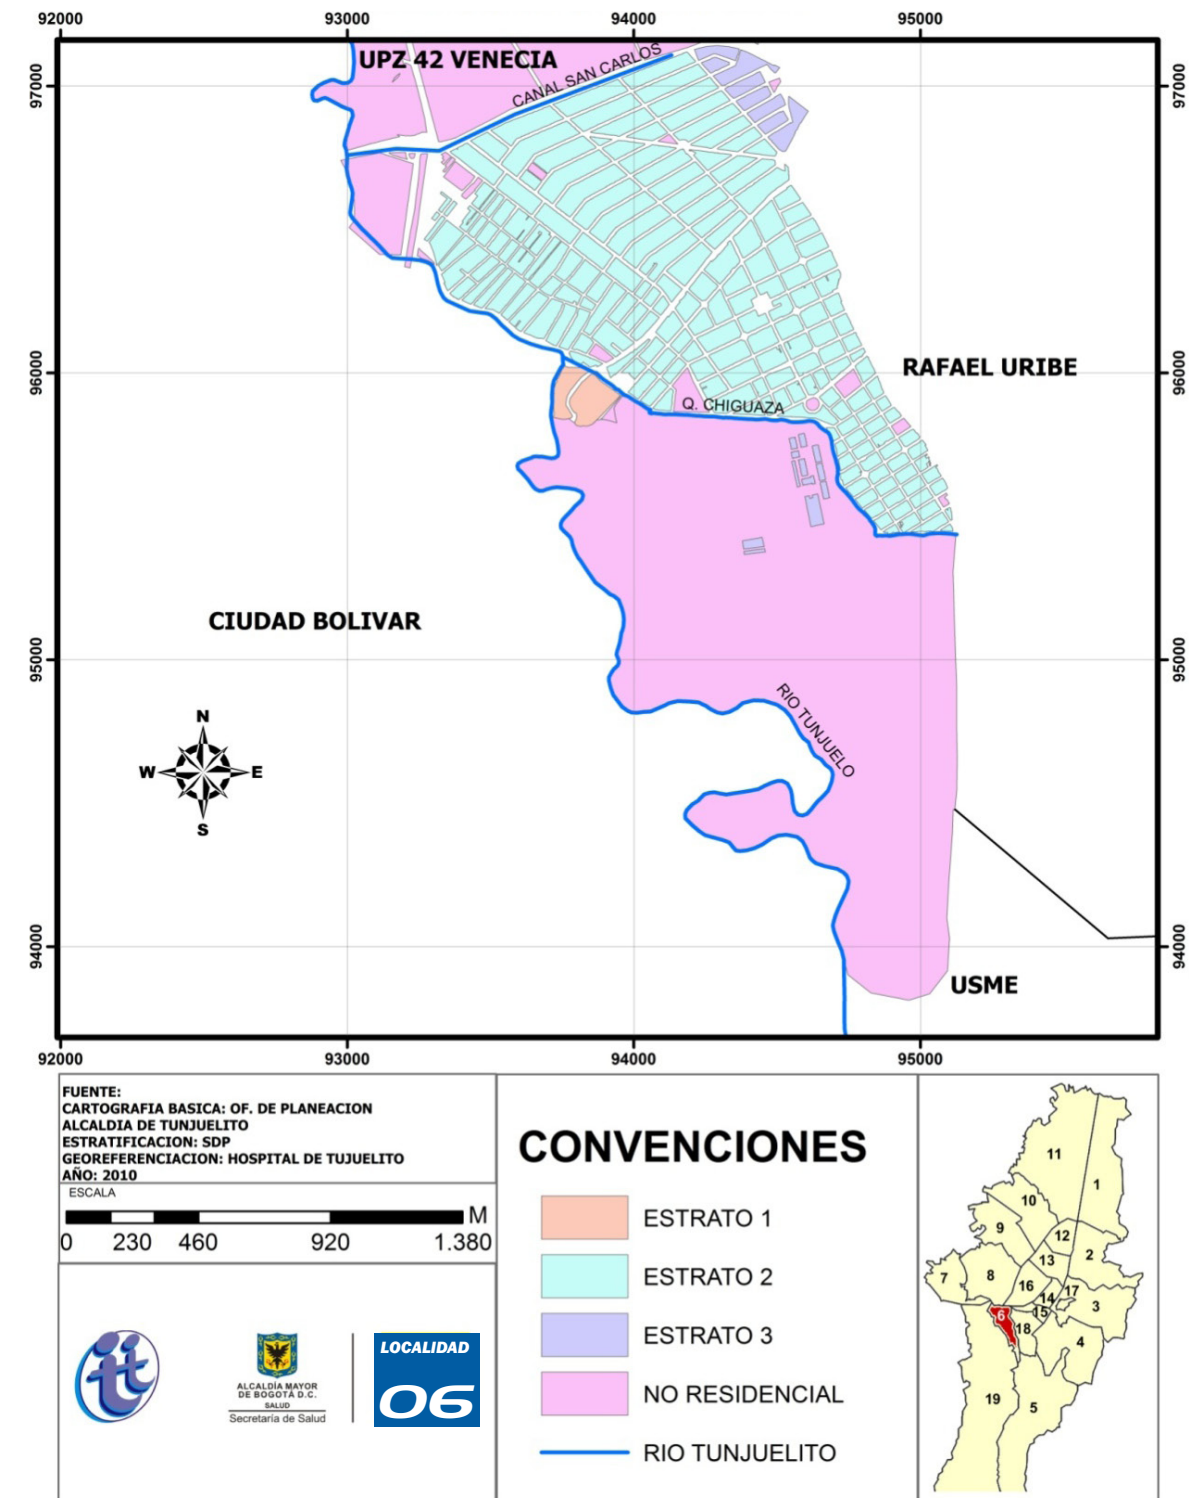 92000
93000
94000
95000
97000
97000
UPZ 42 VENECIA
CANAL SAN CARLOS
96000
96000
RAFAEL URIBE
Q. CHIGUAZA
CIUDAD BOLIVAR
95000
95000
RIO TUNJUELO
N
W
E
S
94000
94000
USME
92000
93000
94000
95000
FUENTE:
CARTOGRAFIA BASICA: OF. DE PLANEACION
ALCALDIA DE TUNJUELITO
ESTRATIFICACION: SDP
GEOREFERENCIACION: HOSPITAL DE TUJUELITO
AÑO: 2010
ESCALA
M
0 230 460 920 1.380
ALCALDÍA MAYOR
DE BOGOTÁ D.C.
SALUD
Secretaría de Salud
LOCALIDAD
06
CONVENCIONES
ESTRATO 1
ESTRATO 2
ESTRATO 3
NO RESIDENCIAL
RIO TUNJUELITO
11
1
10
9
12
2
13
7
8
16
17
14
3
15
6
18
4
19
5